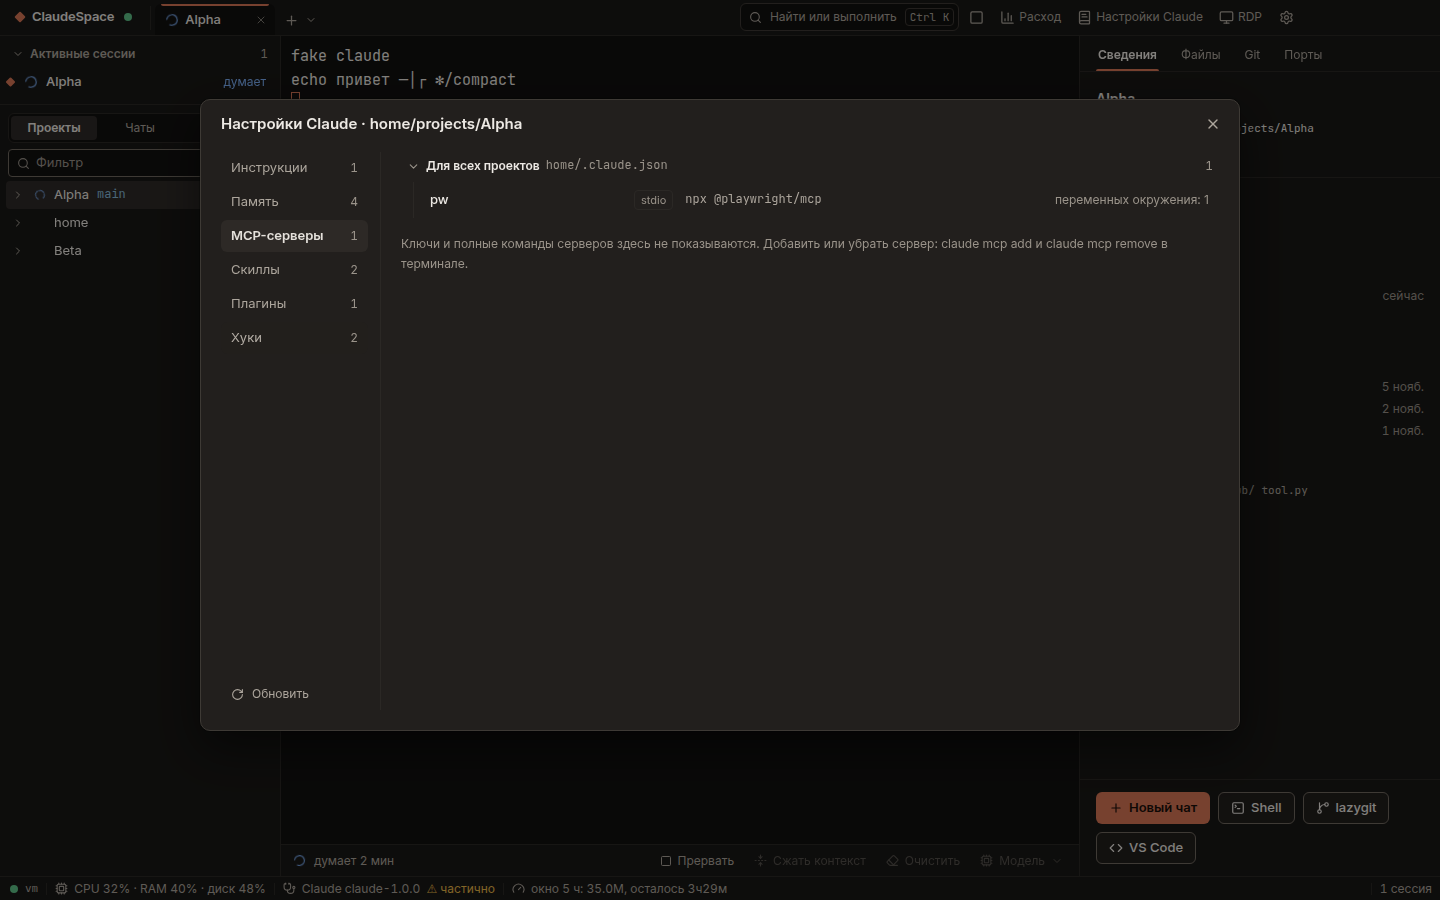 ClaudeSpace
Alpha
Найти или выполнить Ctrl K
Расход
Настройки Claude
RDP
Активные сессии 1
Alpha думает
Проекты
Чаты
Фильтр
Alpha main
home
Beta
fake claude
echo привет ─│┌ ✻/compact
Сведения
Файлы
Git
Порты
Настройки Claude · home/projects/Alpha
Инструкции 1
Память 4
MCP-серверы 1
Скиллы 2
Плагины 1
Хуки 2
Обновить
Для всех проектов home/.claude.json 1
pw stdio npx @playwright/mcp переменных окружения: 1
Ключи и полные команды серверов здесь не показываются. Добавить или убрать сервер: claude mcp add и claude mcp remove в
терминале.
Alpha
jects/Alpha
сейчас
5 нояб.
2 нояб.
1 нояб.
b/ tool.py
Новый чат
Shell
lazygit
VS Code
думает 2 мин
Прервать
Сжать контекст
Очистить
Модель
vm
CPU 32% · RAM 40% · диск 48%
Claude claude-1.0.0 ⚠ частично
окно 5 ч: 35.0M, осталось 3ч29м
1 сессия